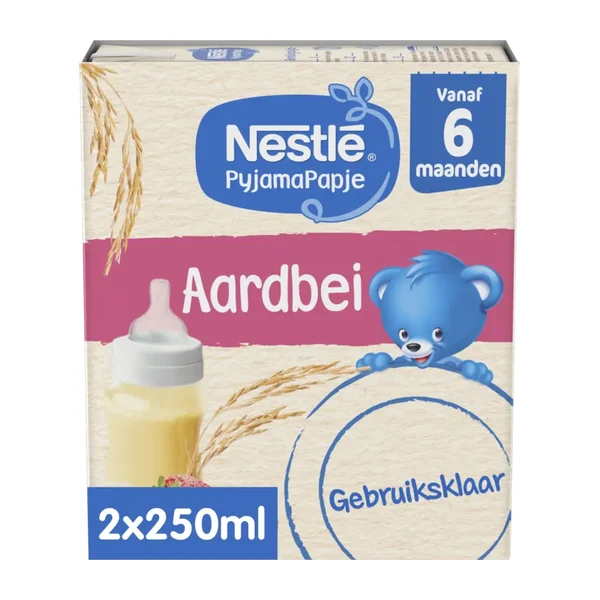 Nestlé®
PyjamaPapje
Vanaf
6
maanden
Aardbei
Gebruiksklaar
2x250ml